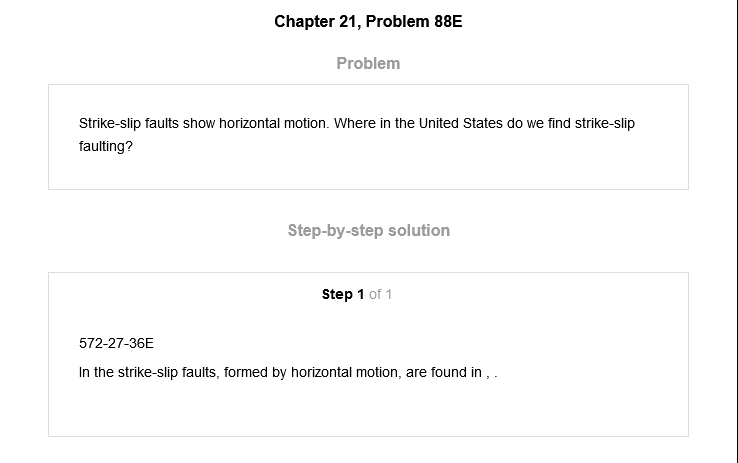 Chapter 21, Problem 88E
Problem
Strike-slip faults show horizontal motion. Where in the United States do we find strike-slip
faulting?
Step-by-step solution
Step 1 of 1
572-27-36E
In the strike-slip faults, formed by horizontal motion, are found in , .